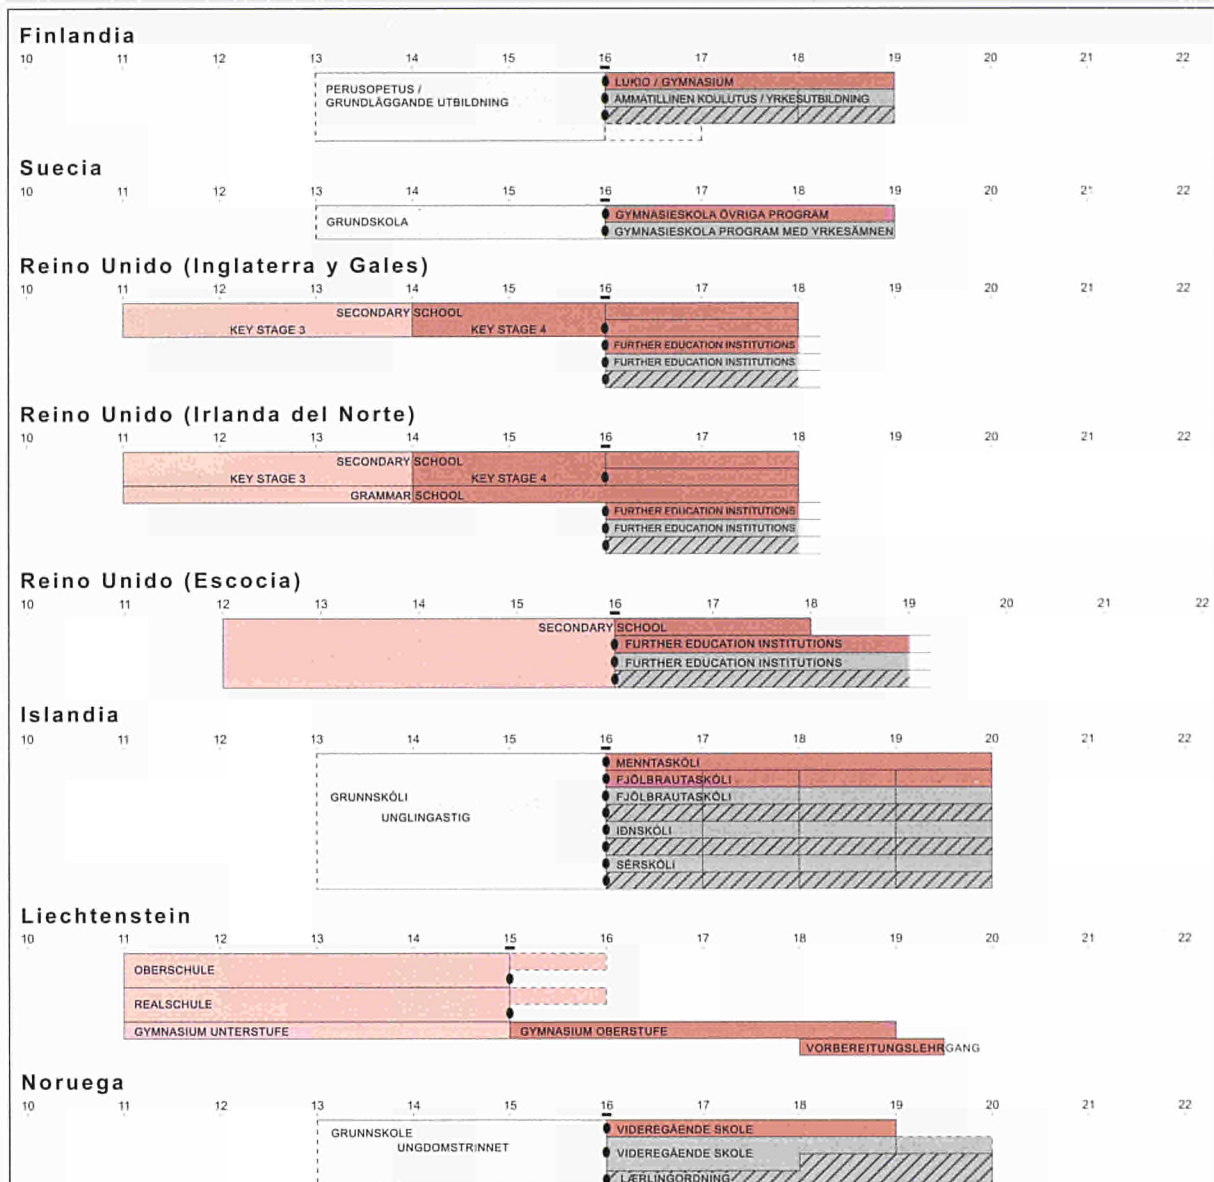 Finlandia
10 11 12 13 14 15 16 17 18 19 20 21 22
PERUSOPETUS /
GRUNDLÄGGANDE UTBILDNING
LUKIO / GYMNASIUM
AMMATILLINEN KOULUTUS / YRKESUTBILDNING
Suecia
10 11 12 13 14 15 16 17 18 19 20 21 22
GRUNDSKOLA
GYMNASIESKOLA ÖVRIGA PROGRAM
GYMNASIESKOLA PROGRAM MED YRKESÄMNEN
Reino Unido (Inglaterra y Gales)
10 11 12 13 14 15 16 17 18 19 20 21 22
SECONDARY SCHOOL
KEY STAGE 3 KEY STAGE 4
FURTHER EDUCATION INSTITUTIONS
FURTHER EDUCATION INSTITUTIONS
Reino Unido (Irlanda del Norte)
10 11 12 13 14 15 16 17 18 19 20 21 22
SECONDARY SCHOOL
KEY STAGE 3 KEY STAGE 4
GRAMMAR SCHOOL
FURTHER EDUCATION INSTITUTIONS
FURTHER EDUCATION INSTITUTIONS
Reino Unido (Escocia)
10 11 12 13 14 15 16 17 18 19 20 21 22
SECONDARY SCHOOL
FURTHER EDUCATION INSTITUTIONS
FURTHER EDUCATION INSTITUTIONS
Islandia
10 11 12 13 14 15 16 17 18 19 20 21 22
GRUNNSKÓLI
UNGLINGASTIG
MENNTASKÓLI
FJÖLBRAUTASKÓLI
FJÖLBRAUTASKÓLI
IÐNSKÓLI
SÉRSKÓLI
Liechtenstein
10 11 12 13 14 15 16 17 18 19 20 21 22
OBERSCHULE
REALSCHULE
GYMNASIUM UNTERSTUFE GYMNASIUM OBERSTUFE
VORBEREITUNGSLEHRGANG
Noruega
10 11 12 13 14 15 16 17 18 19 20 21 22
GRUNNSKOLE
UNGDOMSTRINNET
VIDEREGÅENDE SKOLE
VIDEREGÅENDE SKOLE
LÆRLINGORDNING